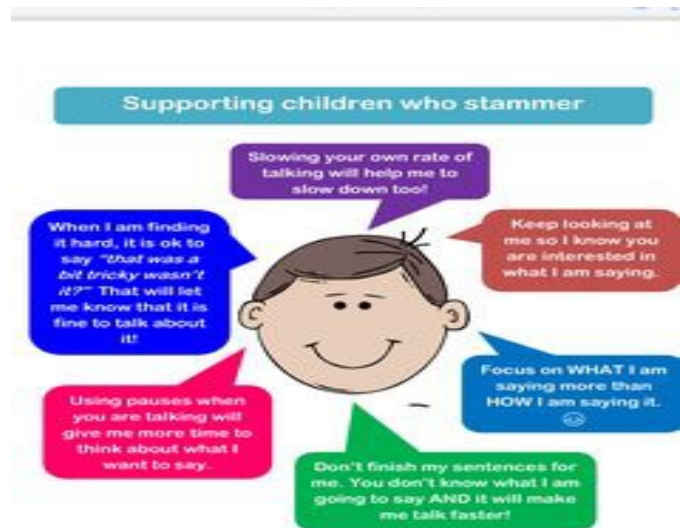 Supporting children who stammer
Slowing your own rate of
talking will help me to
slow down too!
When I am finding
it hard, it is ok to
say "that was a
bit tricky wasn't
it?" That will let
me know that it is
fine to talk about
it!
Keep looking at
me so I know you
are interested in
what I am saying.
Focus on WHAT I am
saying more than
HOW I am saying it.
Using pauses when
you are talking will
give me more time to
think about what I
want to say.
Don't finish my sentences for
me. You don't know what I am
going to say AND it will make
me talk faster!